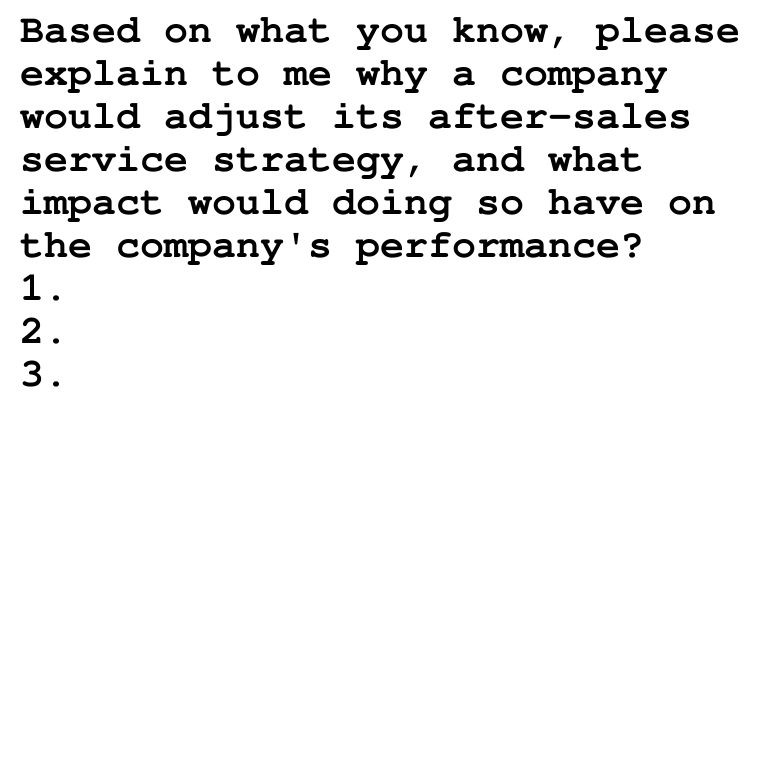 Based on what you know, please
explain to me why a company
would adjust its after-sales
service strategy, and what
impact would doing so have on
the company's performance?
1.
2.
3.